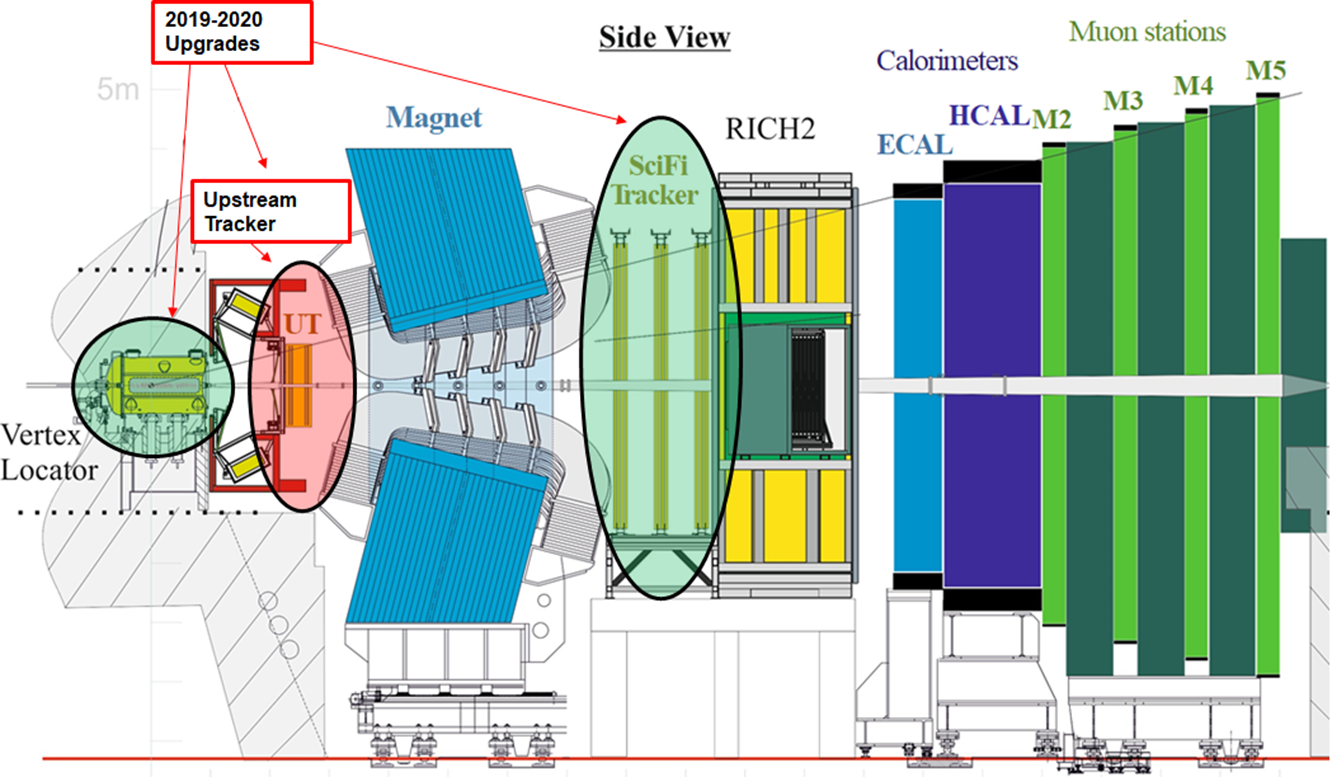 2019-2020
Upgrades
Side View
Muon stations
Calorimeters
5m
Magnet
RICH2
ECAL
HCAL
M2
M3
M4
M5
SciFi
Tracker
Upstream
Tracker
UT
Vertex
Locator